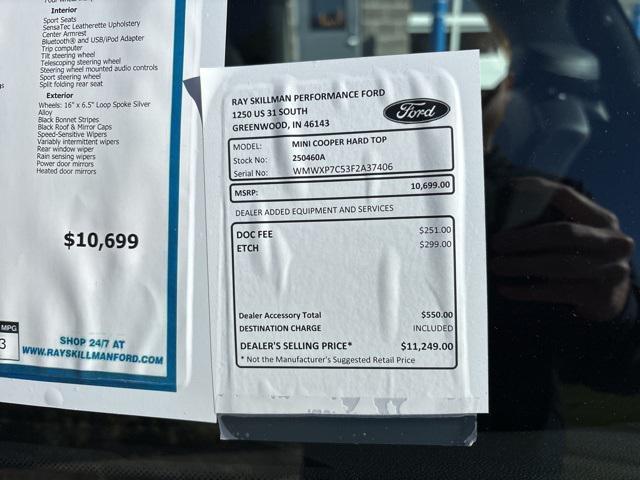 Interior
Sport Seats
SensaTec Leatherette Upholstery
Center Armrest
Bluetooth® and USB/iPod Adapter
Trip computer
Tilt steering wheel
Telescoping steering wheel
Steering wheel mounted audio controls
Sport steering wheel
Split folding rear seat
Exterior
Wheels: 16" x 6.5" Loop Spoke Silver
Alloy
Black Bonnet Stripes
Black Roof & Mirror Caps
Speed-Sensitive Wipers
Variably intermittent wipers
Rear window wiper
Rain sensing wipers
Power door mirrors
Heated door mirrors
$10,699
MPG
3
SHOP 24/7 AT
WWW.RAYSKILLMANFORD.COM
RAY SKILLMAN PERFORMANCE FORD
1250 US 31 SOUTH
GREENWOOD, IN 46143
Ford
MODEL: MINI COOPER HARD TOP
Stock No: 250460A
Serial No: WMWXP7C53F2A37406
MSRP: 10,699.00
DEALER ADDED EQUIPMENT AND SERVICES
DOC FEE $251.00
ETCH $299.00
Dealer Accessory Total $550.00
DESTINATION CHARGE INCLUDED
DEALER'S SELLING PRICE* $11,249.00
* Not the Manufacturer's Suggested Retail Price